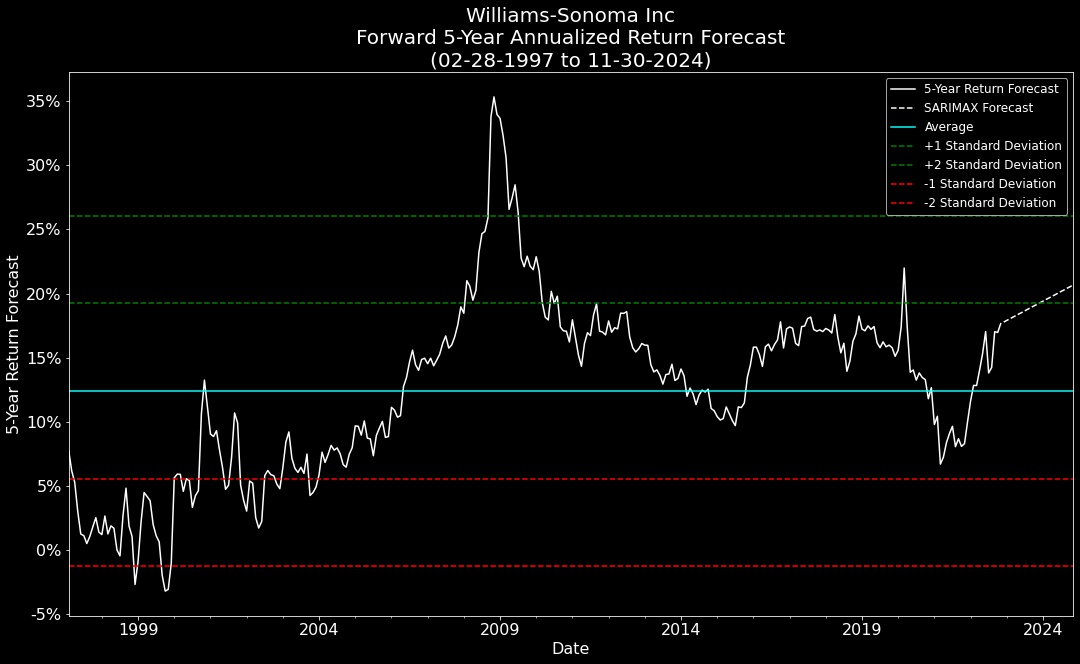 Williams-Sonoma Inc
Forward 5-Year Annualized Return Forecast
(02-28-1997 to 11-30-2024)
5-Year Return Forecast
SARIMAX Forecast
Average
+1 Standard Deviation
+2 Standard Deviation
-1 Standard Deviation
-2 Standard Deviation
5-Year Return Forecast
35%
30%
25%
20%
15%
10%
5%
0%
-5%
1999 2004 2009 2014 2019 2024
Date